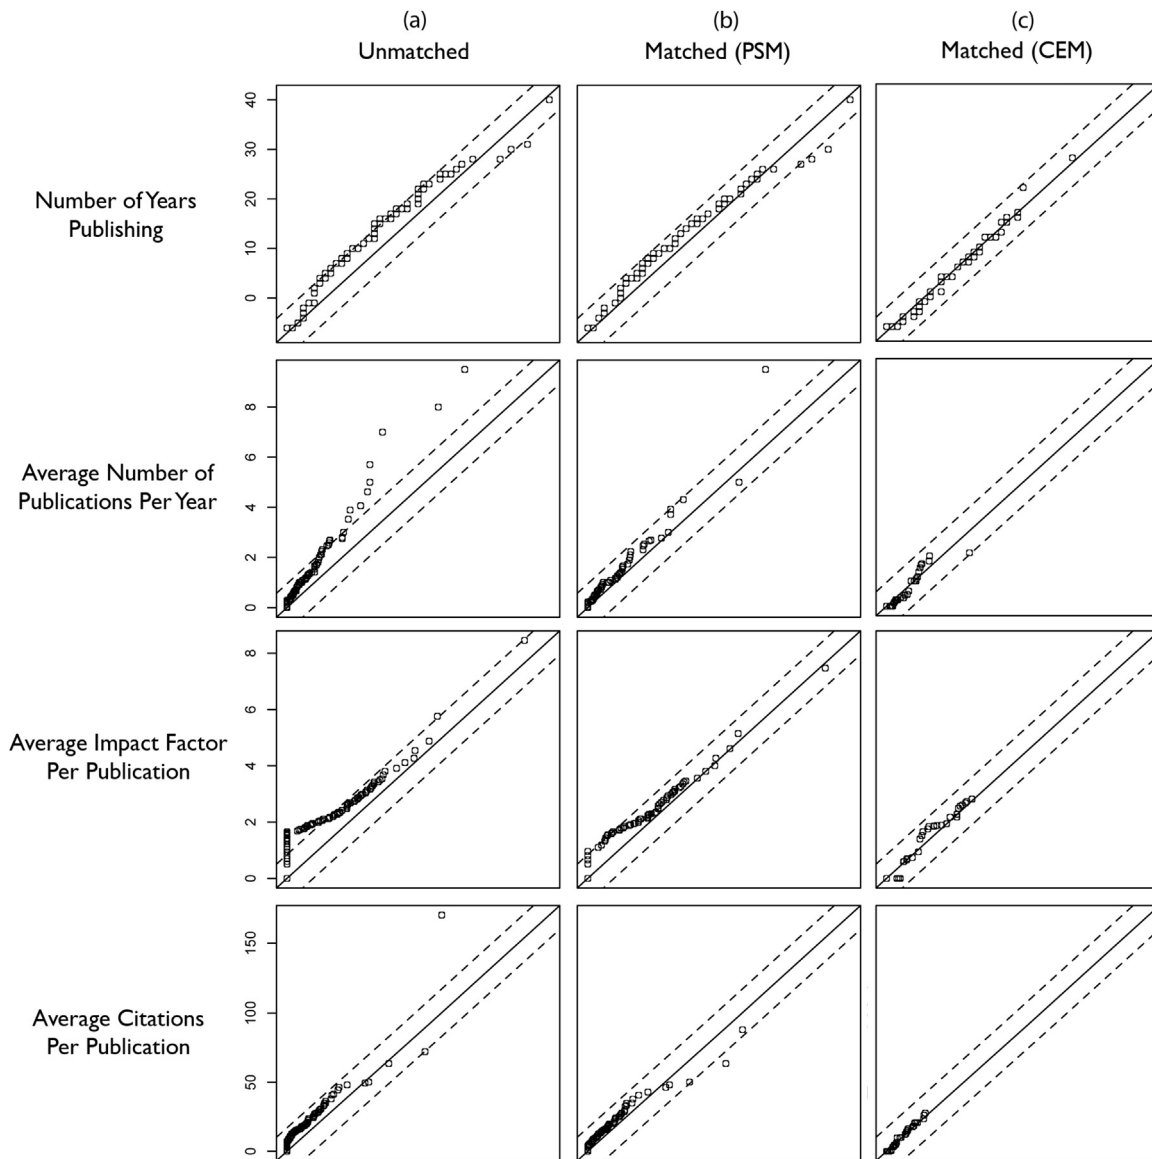 (a) (b) (c)
Unmatched Matched (PSM) Matched (CEM)
Number of Years
Publishing
40
30
20
10
0
Average Number of
Publications Per Year
8
6
4
2
0
Average Impact Factor
Per Publication
8
6
4
2
0
Average Citations
Per Publication
150
100
50
0